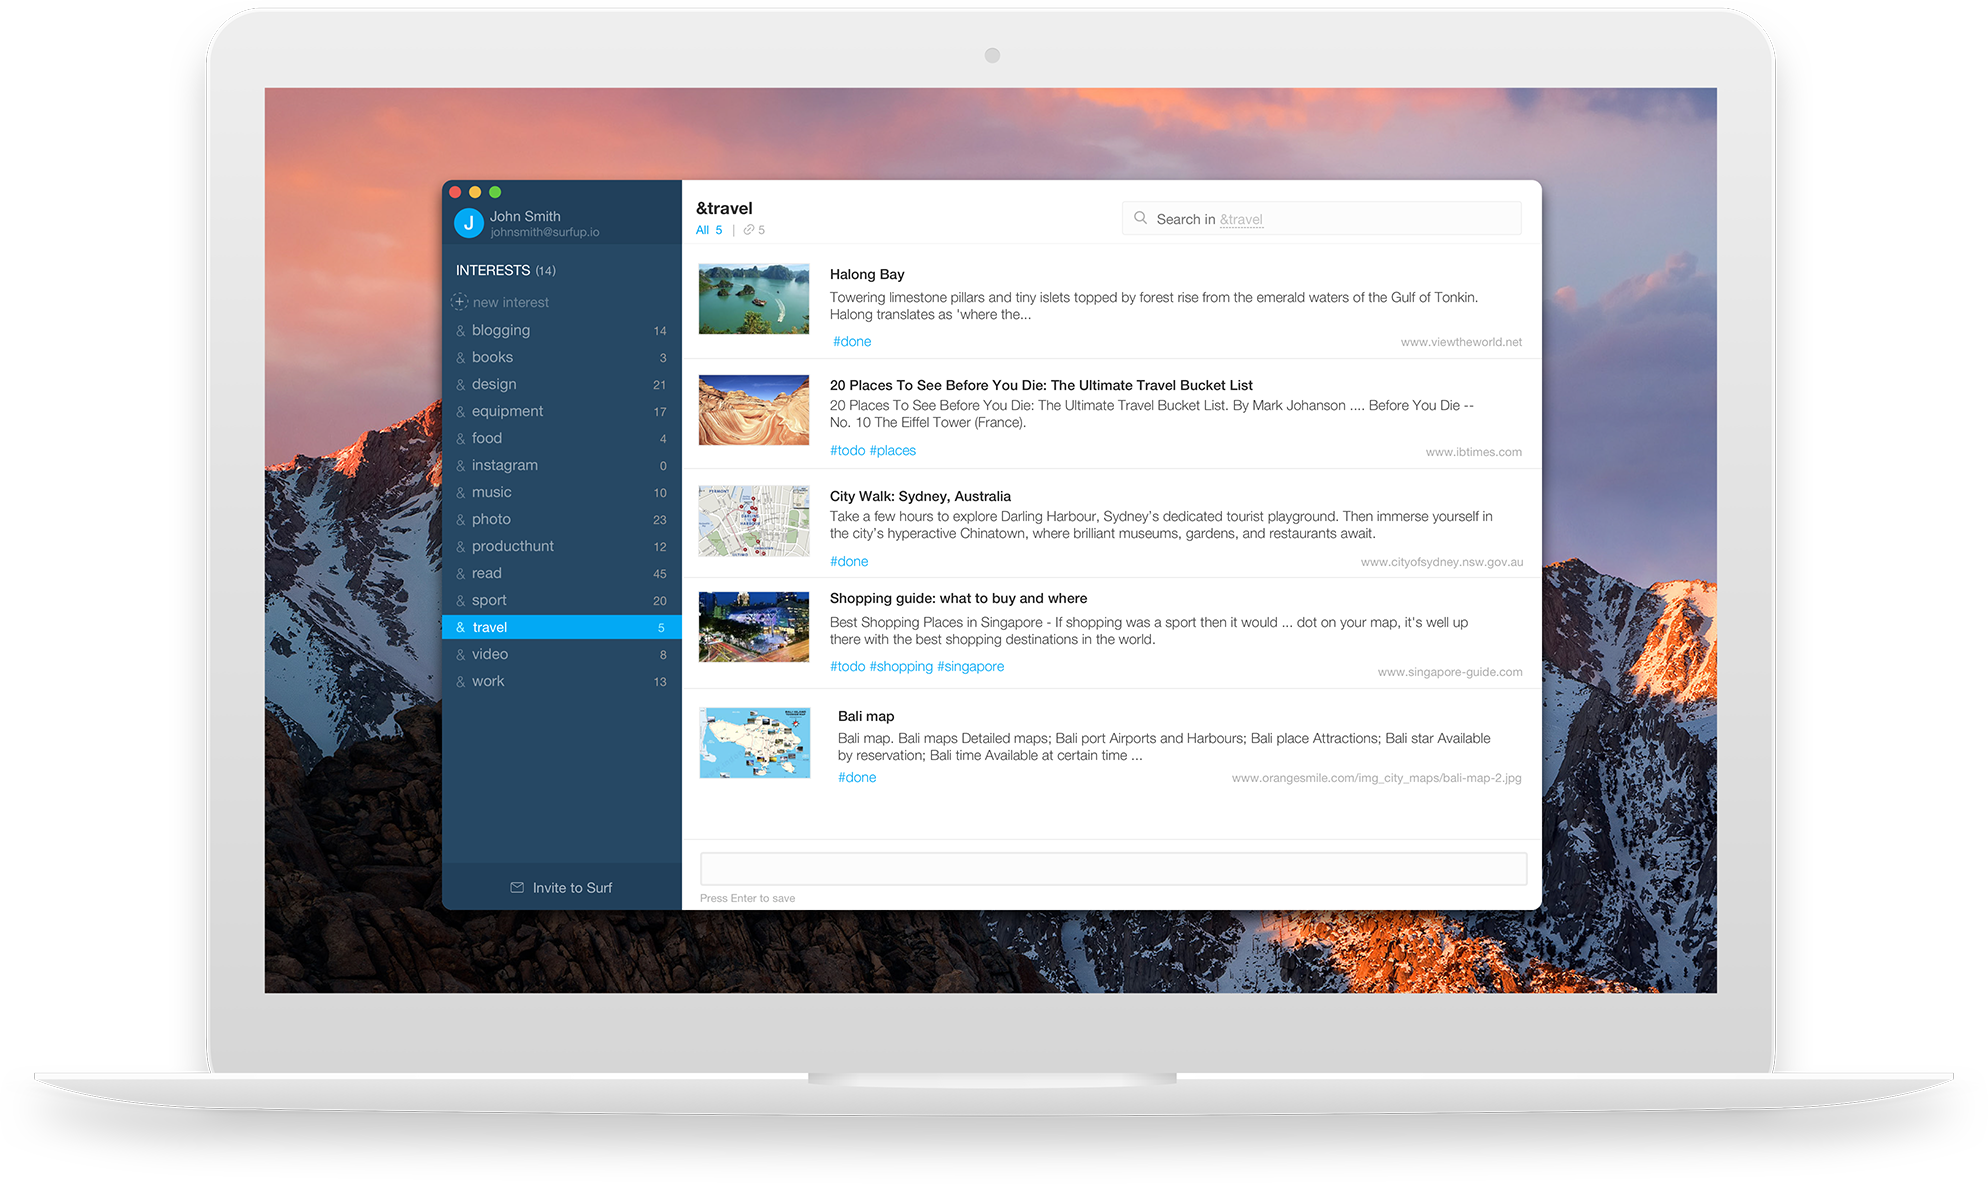 J
John Smith
johnsmith@surfup.io
INTERESTS (14)
new interest
& blogging 14
& books 3
& design 21
& equipment 17
& food 4
& instagram 0
& music 10
& photo 23
& producthunt 12
& read 45
& sport 20
& travel 5
& video 8
& work 13
Invite to Surf
&travel
All 5 | 5
Search in &travel
Halong Bay
Towering limestone pillars and tiny islets topped by forest rise from the emerald waters of the Gulf of Tonkin.
Halong translates as 'where the...
#done
www.viewtheworld.net
20 Places To See Before You Die: The Ultimate Travel Bucket List
20 Places To See Before You Die: The Ultimate Travel Bucket List. By Mark Johanson .... Before You Die --
No. 10 The Eiffel Tower (France).
#todo #places
www.ibtimes.com
City Walk: Sydney, Australia
Take a few hours to explore Darling Harbour, Sydney’s dedicated tourist playground. Then immerse yourself in
the city’s hyperactive Chinatown, where brilliant museums, gardens, and restaurants await.
#done
www.cityofsydney.nsw.gov.au
Shopping guide: what to buy and where
Best Shopping Places in Singapore - If shopping was a sport then it would ... dot on your map, it's well up
there with the best shopping destinations in the world.
#todo #shopping #singapore
www.singapore-guide.com
Bali map
Bali map. Bali maps Detailed maps; Bali port Airports and Harbours; Bali place Attractions; Bali star Available
by reservation; Bali time Available at certain time ...
#done
www.orangesmile.com/img_city_maps/bali-map-2.jpg
Press Enter to save